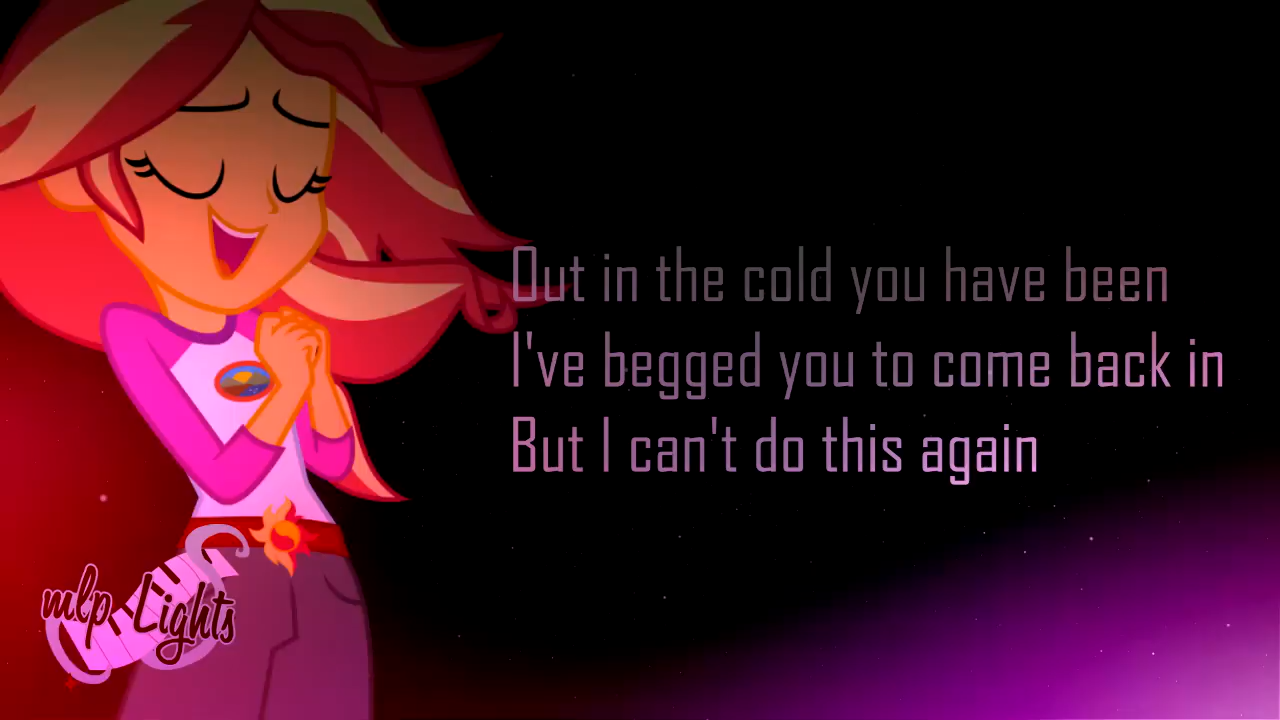 Out in the cold you have been
I've begged you to come back in
But I can't do this again
mlp Lights